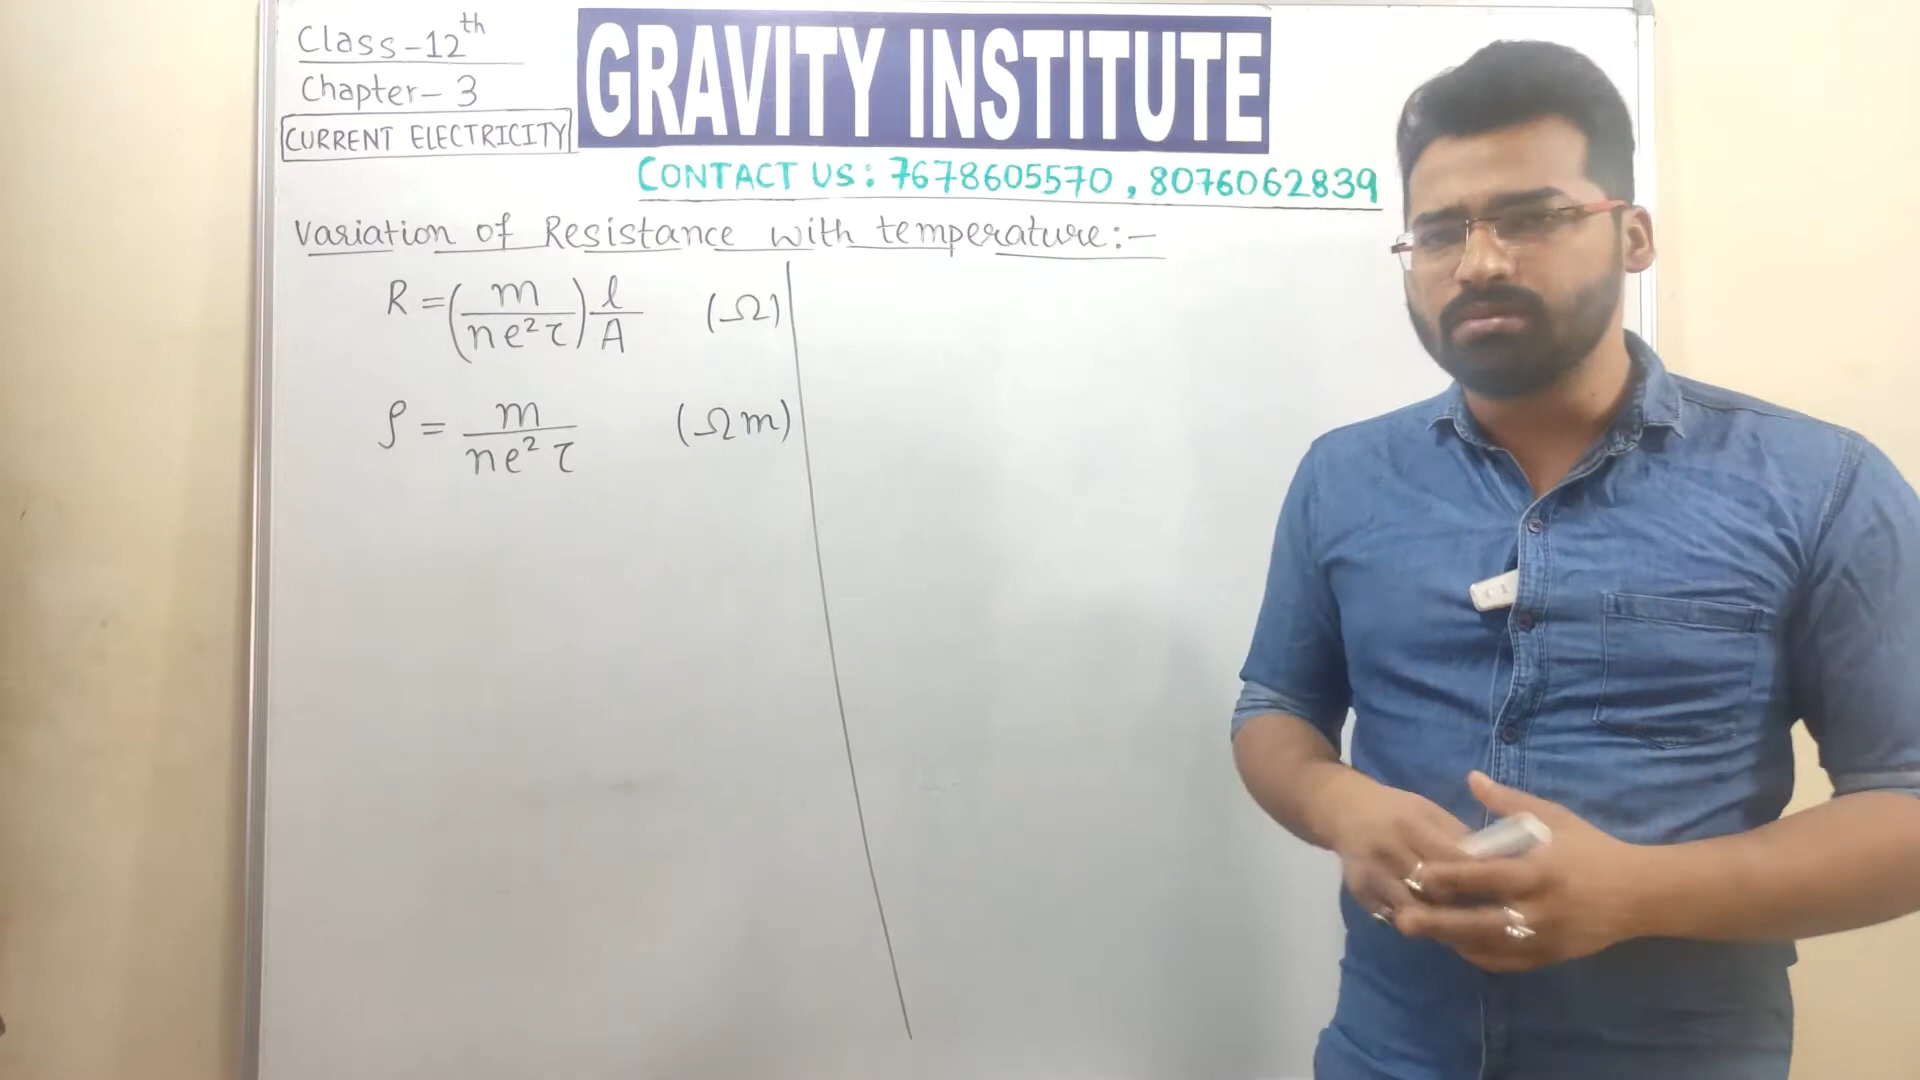 Class-12th
Chapter-3
CURRENT ELECTRICITY
GRAVITY INSTITUTE
CONTACT US: 7678605570, 8076062839
Variation of Resistance with temperature:-
R = (m/ne²τ) l/A (Ω)
ρ = m/ne²τ (Ωm)